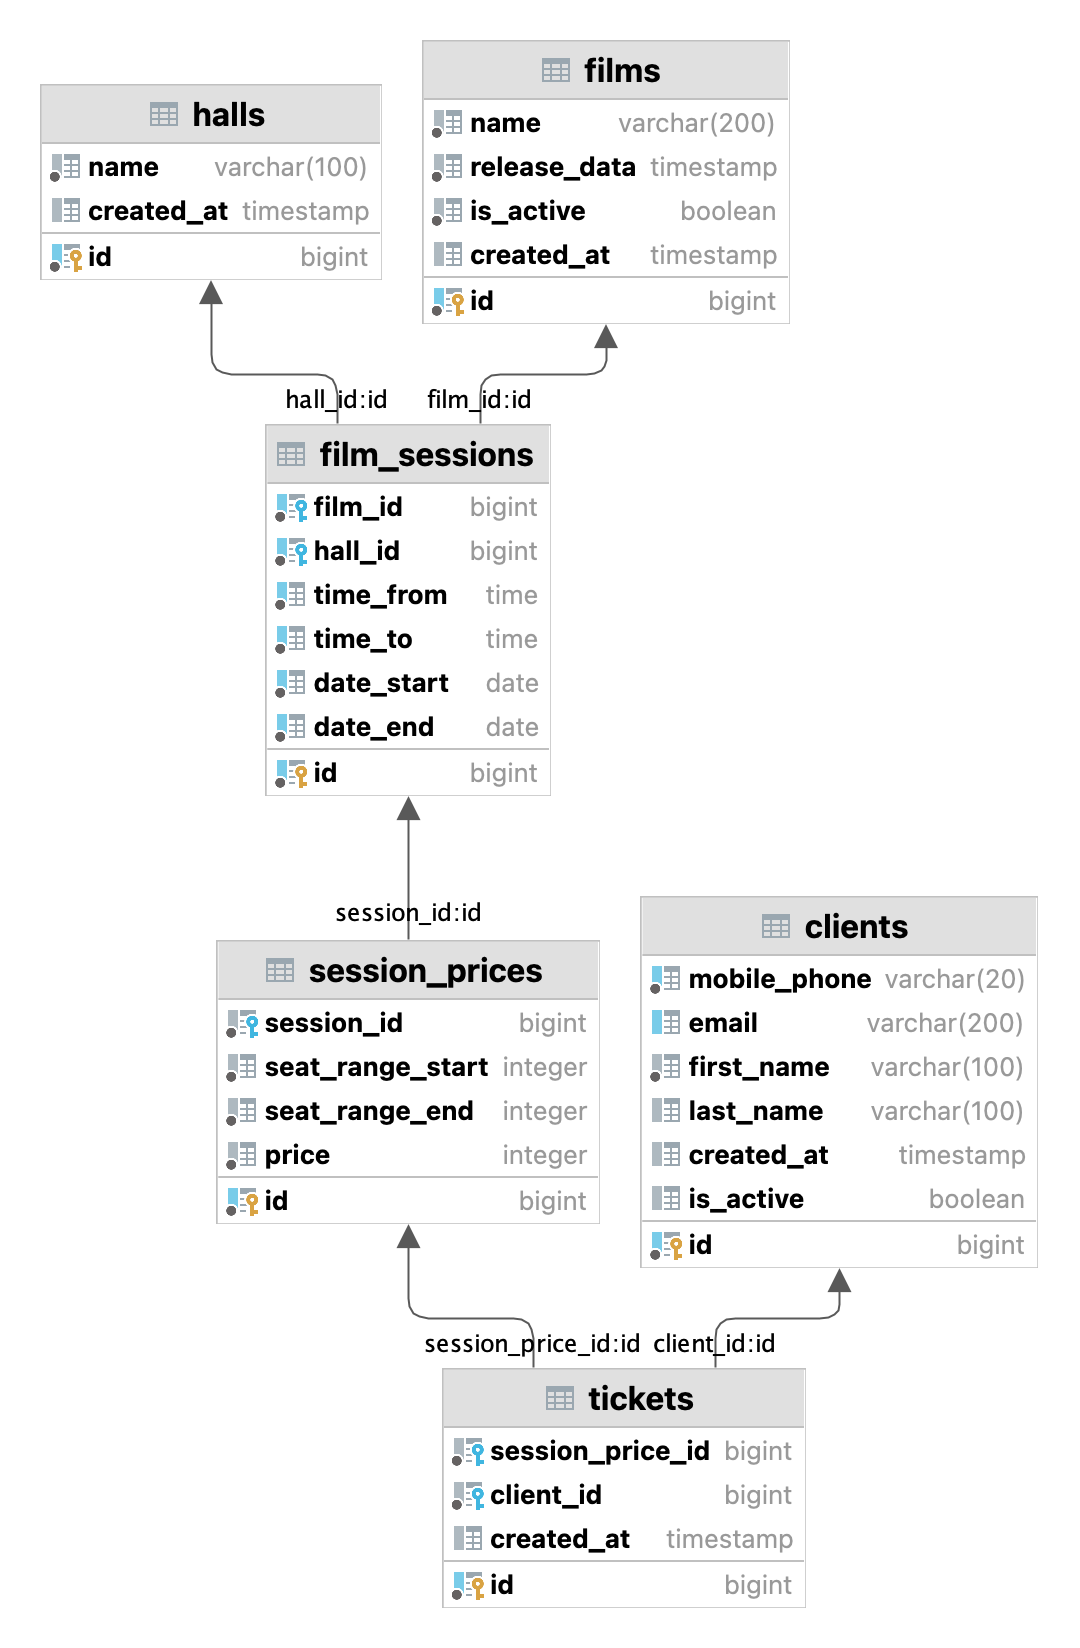 halls
name varchar(100)
created_at timestamp
id bigint
films
name varchar(200)
release_data timestamp
is_active boolean
created_at timestamp
id bigint
hall_id:id
film_id:id
film_sessions
film_id bigint
hall_id bigint
time_from time
time_to time
date_start date
date_end date
id bigint
session_id:id
session_prices
session_id bigint
seat_range_start integer
seat_range_end integer
price integer
id bigint
clients
mobile_phone varchar(20)
email varchar(200)
first_name varchar(100)
last_name varchar(100)
created_at timestamp
is_active boolean
id bigint
session_price_id:id
client_id:id
tickets
session_price_id bigint
client_id bigint
created_at timestamp
id bigint